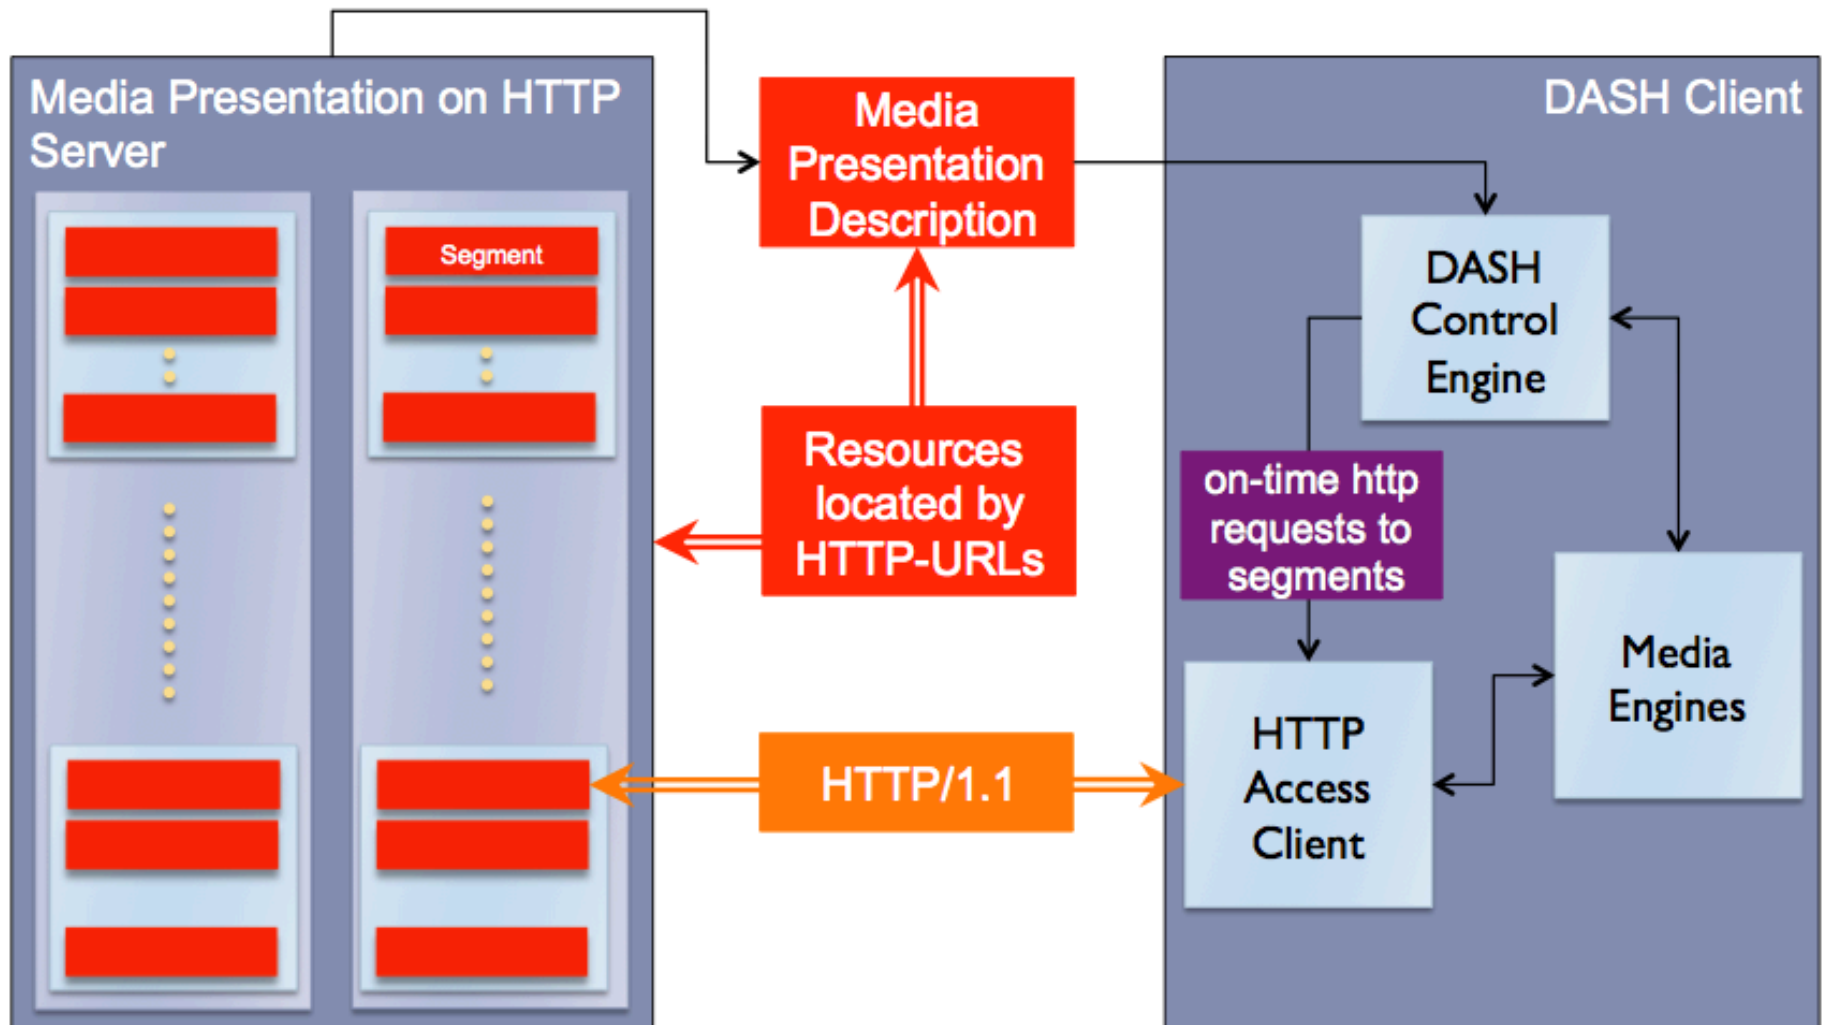 Media Presentation on HTTP
Server
Segment
Media
Presentation
Description
Resources
located by
HTTP-URLs
HTTP/1.1
DASH Client
DASH
Control
Engine
on-time http
requests to
segments
HTTP
Access
Client
Media
Engines